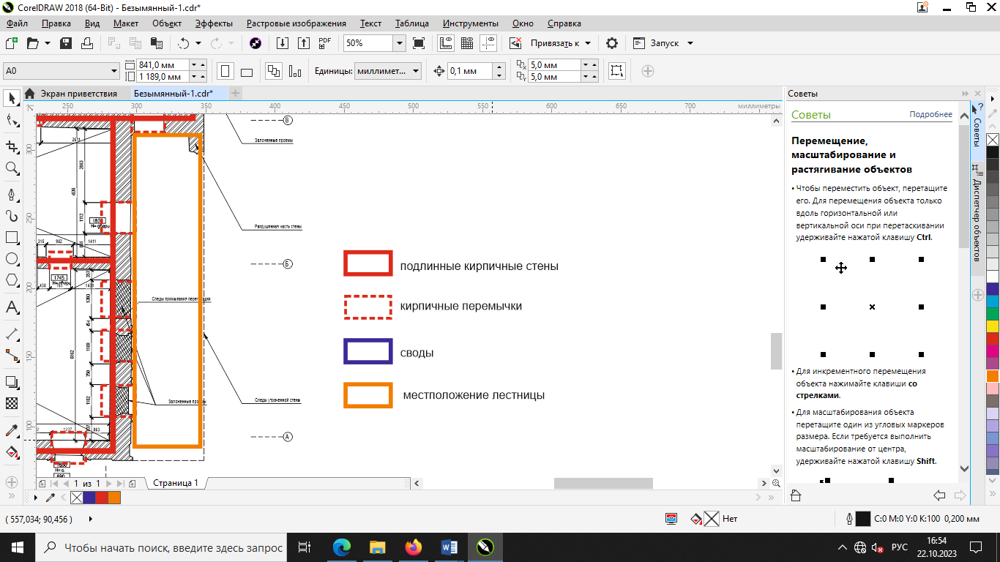 CorelDRAW 2018 (64-Bit) - Безымянный-1.cdr*
Файл Правка Вид Макет Объект Эффекты Растровые изображения Текст Таблица Инструменты Окно Справка
PDF 50% Привязать к Запуск
A0 841,0 мм 1 189,0 мм Единицы: миллимет... 0,1 мм 5,0 мм 5,0 мм
Экран приветствия Безымянный-1.cdr*
250 300 350 400 450 500 550 600 650 700 миллиметры
300
250
200
150
100
В
Заложенные проемы
2611
2063
4636
1112
Разрушенная часть стены
315 982 1411
Б
1745
Заложенные проемы
Следы утраченной стены
1189
750
1182
6062
1237 863
А
690
подлинные кирпичные стены
кирпичные перемычки
своды
местположение лестницы
1 из 1 Страница 1
Советы
Советы Подробнее
Перемещение,
масштабирование и
растягивание объектов
• Чтобы переместить объект, перетащите
его. Для перемещения объекта только
вдоль горизонтальной или
вертикальной оси при перетаскивании
удерживайте нажатой клавишу Ctrl.
• Для инкрементного перемещения
объекта нажимайте клавиши со
стрелками.
• Для масштабирования объекта
перетащите один из угловых маркеров
размера. Если требуется выполнить
масштабирование от центра,
удерживайте нажатой клавишу Shift.
Советы
Диспетчер объектов
( 557,034; 90,456 ) Нет C:0 M:0 Y:0 K:100 0,200 мм
Чтобы начать поиск, введите здесь запрос
РУС
16:54
22.10.2023